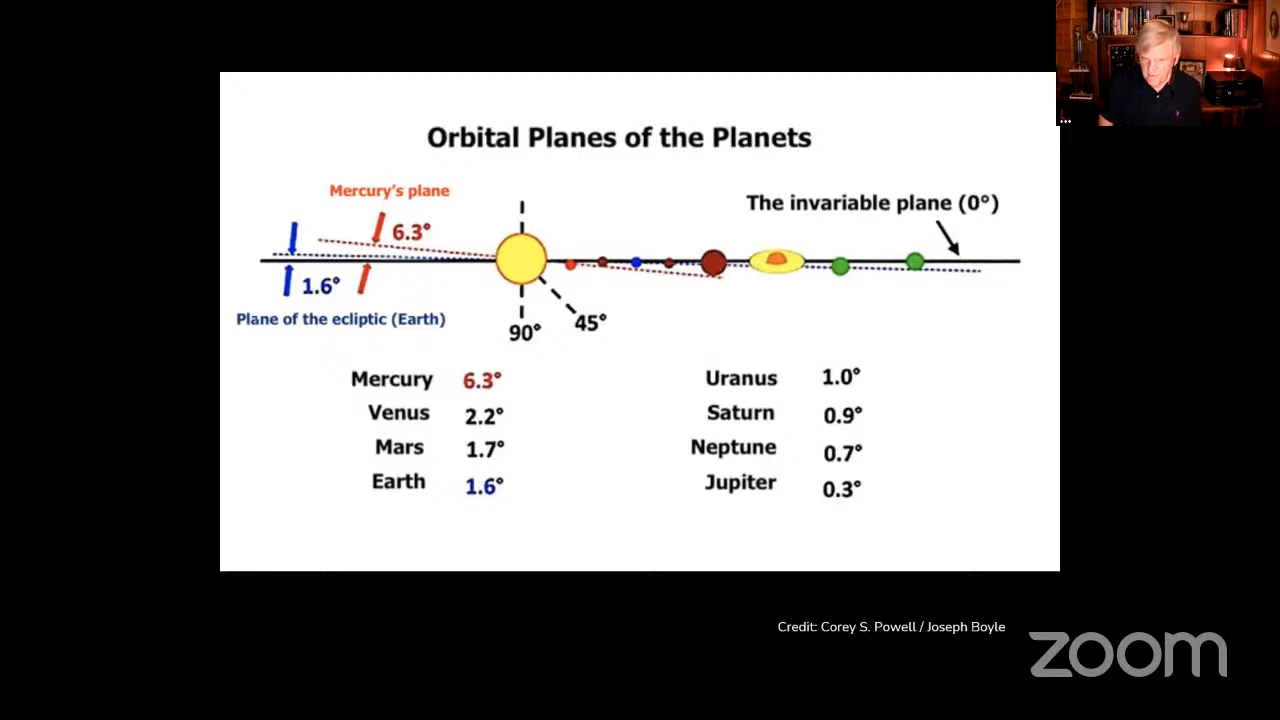 Orbital Planes of the Planets
Mercury's plane
6.3°
The invariable plane (0°)
1.6°
Plane of the ecliptic (Earth)
90°
45°
Mercury 6.3°
Venus 2.2°
Mars 1.7°
Earth 1.6°
Uranus 1.0°
Saturn 0.9°
Neptune 0.7°
Jupiter 0.3°
Credit: Corey S. Powell / Joseph Boyle
zoom